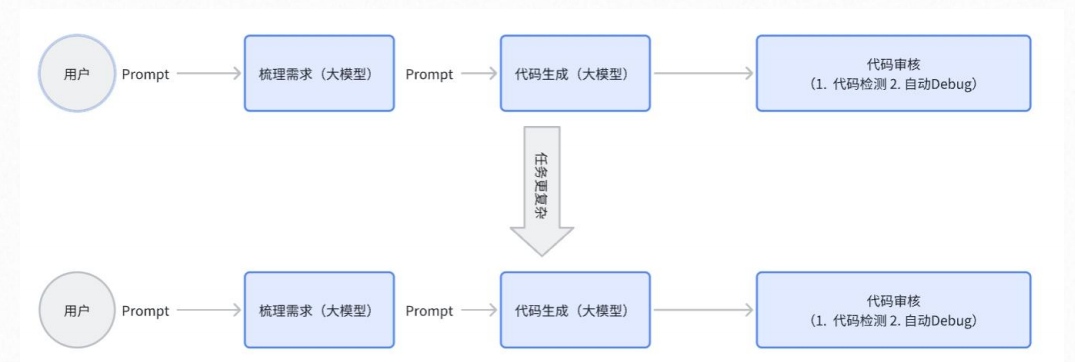 用户
Prompt
梳理需求（大模型）
Prompt
代码生成（大模型）
代码审核
（1. 代码检测 2. 自动Debug）
任务更复杂
用户
Prompt
梳理需求（大模型）
Prompt
代码生成（大模型）
代码审核
（1. 代码检测 2. 自动Debug）